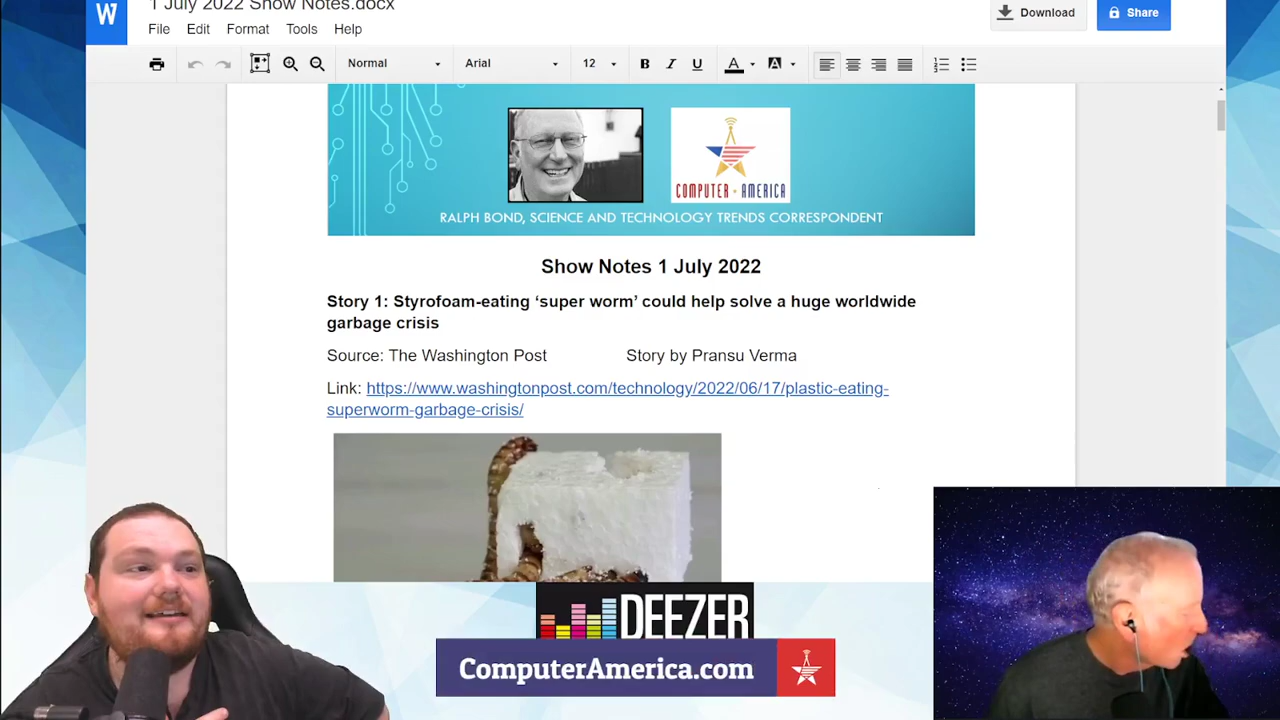 1 July 2022 Show Notes.docx
W
File Edit Format Tools Help
Download
Share
Normal Arial 12 B I U A A
COMPUTER AMERICA
RALPH BOND, SCIENCE AND TECHNOLOGY TRENDS CORRESPONDENT
Show Notes 1 July 2022
Story 1: Styrofoam-eating ‘super worm’ could help solve a huge worldwide
garbage crisis
Source: The Washington Post Story by Pransu Verma
Link: https://www.washingtonpost.com/technology/2022/06/17/plastic-eating-
superworm-garbage-crisis/
DEEZER
ComputerAmerica.com